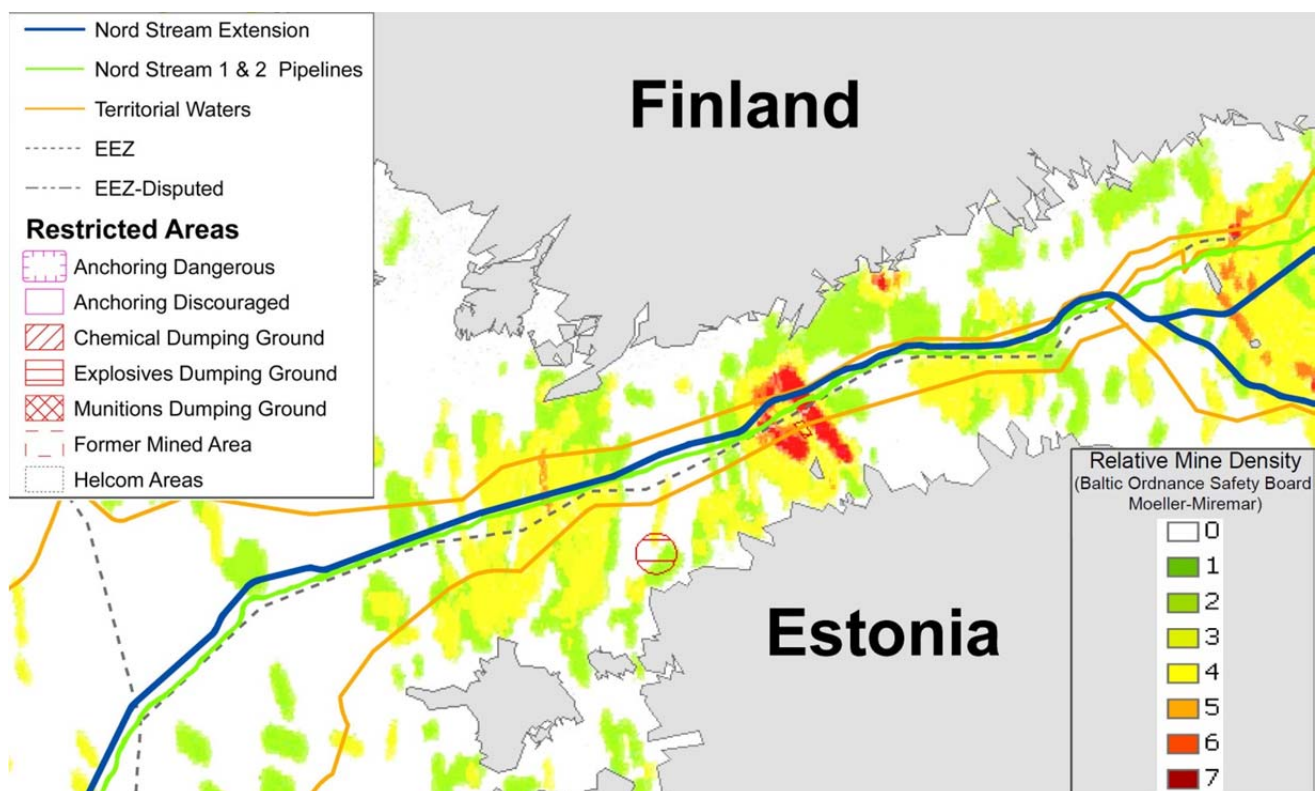 Nord Stream Extension
Nord Stream 1 & 2 Pipelines
Territorial Waters
EEZ
EEZ-Disputed
Restricted Areas
Anchoring Dangerous
Anchoring Discouraged
Chemical Dumping Ground
Explosives Dumping Ground
Munitions Dumping Ground
Former Mined Area
Helcom Areas
Finland
Estonia
Relative Mine Density
(Baltic Ordnance Safety Board
Moeller-Miremar)
0
1
2
3
4
5
6
7